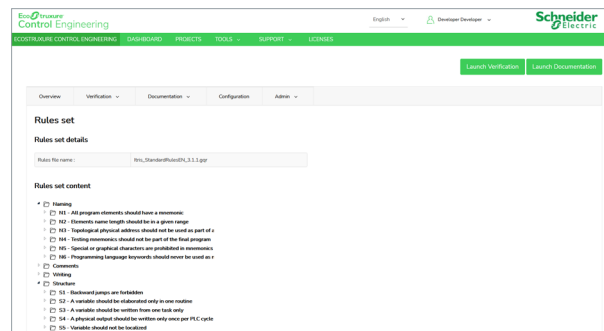 EcoStruxure
Control Engineering
English
Developer Developer
Schneider
Electric
ECOSTRUXURE CONTROL ENGINEERING DASHBOARD PROJECTS TOOLS SUPPORT LICENSES
Launch Verification Launch Documentation
Overview Verification Documentation Configuration Admin
Rules set
Rules set details
Rules file name : Itris_StandardRulesEN_3.1.1.gqr
Rules set content
Naming
N1 - All program elements should have a mnemonic
N2 - Elements name length should be in a given range
N3 - Topological physical address should not be used as part of a
N4 - Testing mnemonics should not be part of the final program
N5 - Special or graphical characters are prohibited in mnemonics
N6 - Programming language keywords should never be used as r
Comments
Writing
Structure
S1 - Backward jumps are forbidden
S2 - A variable should be elaborated only in one routine
S3 - A variable should be written from one task only
S4 - A physical output should be written only once per PLC cycle
S5 - Variable should not be localized